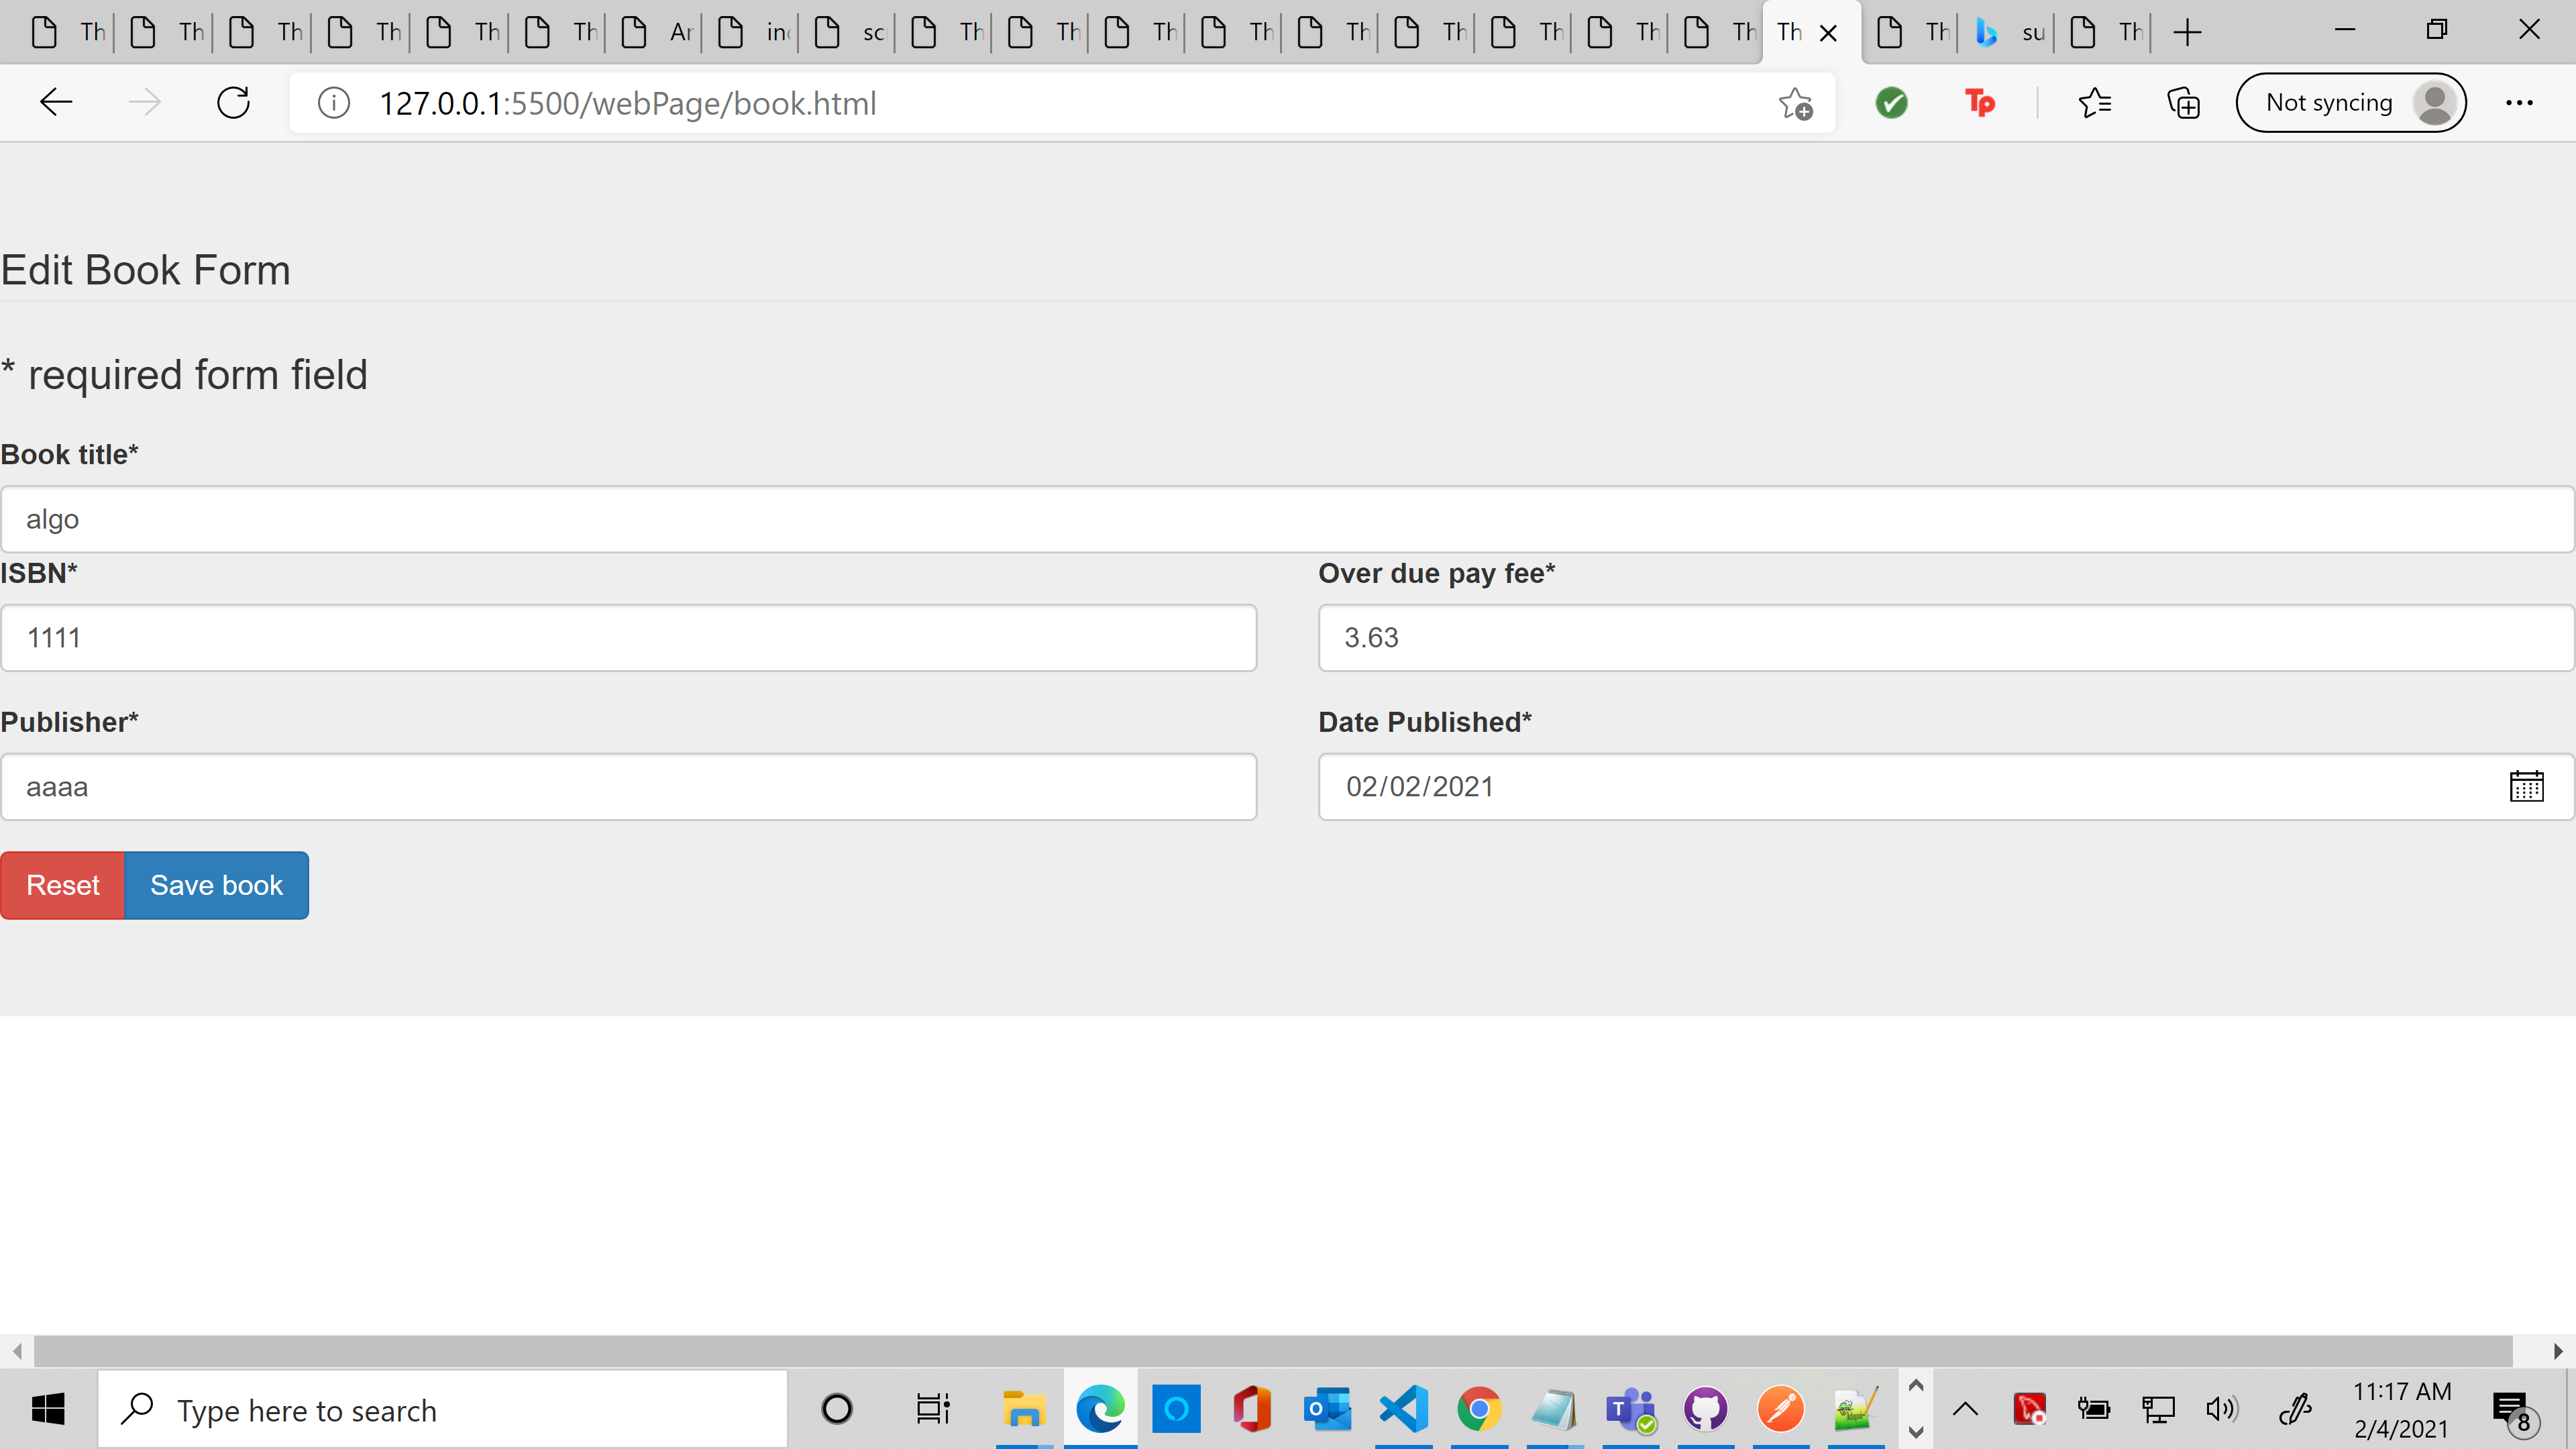 Th Th Th Th Th Th Ar in sc Th Th Th Th Th Th Th Th Th Th Th su Th
127.0.0.1:5500/webPage/book.html
Tp
Not syncing
Edit Book Form
* required form field
Book title*
algo
ISBN* Over due pay fee*
1111 3.63
Publisher* Date Published*
aaaa 02/02/2021
Reset Save book
Type here to search
11:17 AM
2/4/2021
8